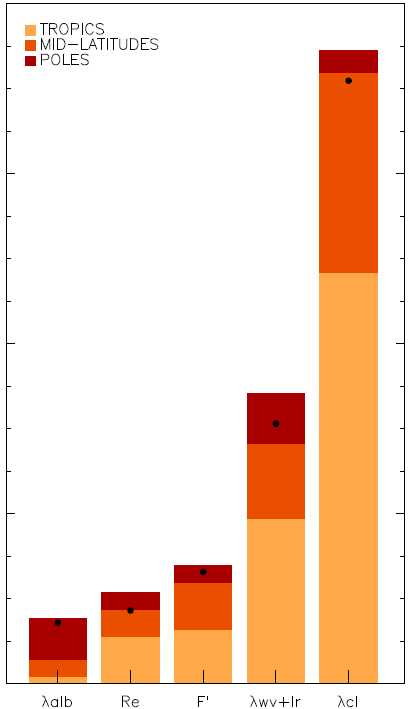 TROPICS
MID-LATITUDES
POLES
λalb Re F' λwv+lr λcl